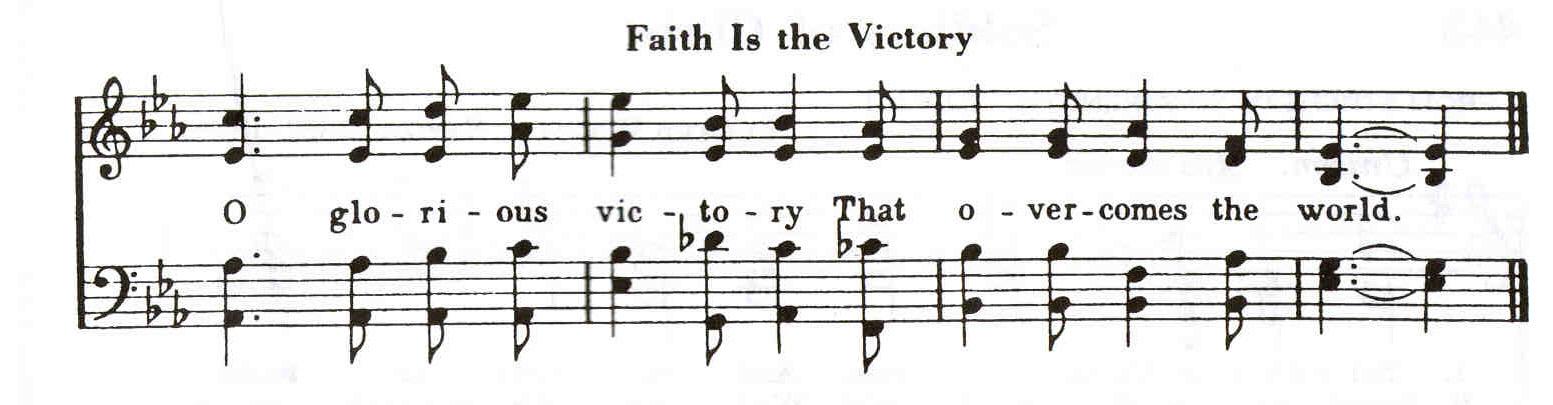 Faith Is the Victory
O glo - ri - ous vic - to - ry That o - ver - comes the world.